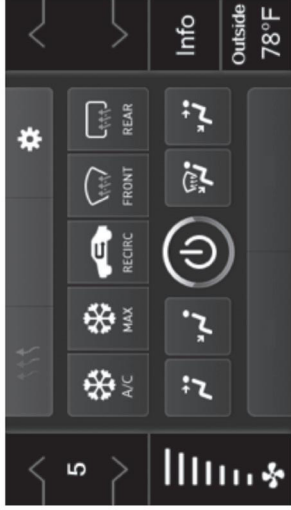 5
A/C
MAX
RECIRC
FRONT
REAR
Info
Outside
78°F